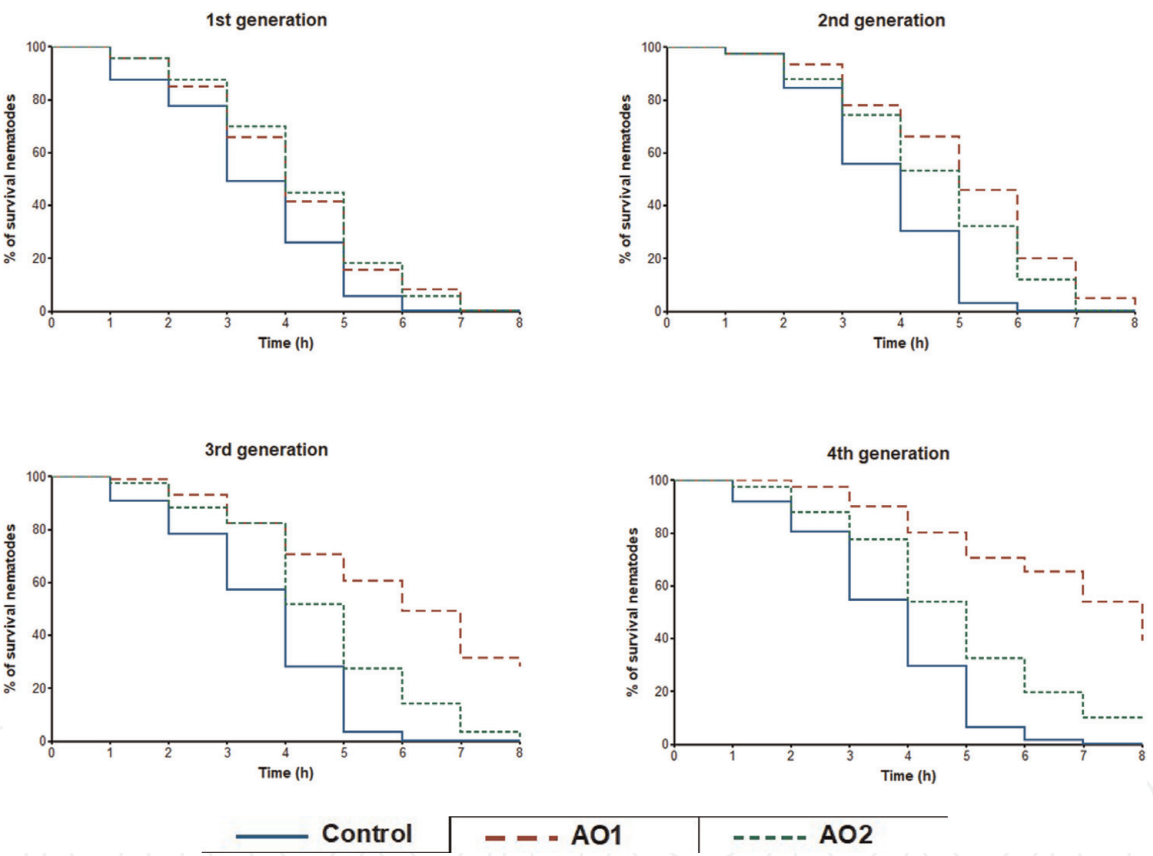 1st generation
% of survival nematodes
100
80
60
40
20
0
0 1 2 3 4 5 6 7 8
Time (h)
2nd generation
% of survival nematodes
100
80
60
40
20
0
0 1 2 3 4 5 6 7 8
Time (h)
3rd generation
% of survival nematodes
100
80
60
40
20
0
0 1 2 3 4 5 6 7 8
Time (h)
4th generation
% of survival nematodes
100
80
60
40
20
0
0 1 2 3 4 5 6 7 8
Time (h)
Control AO1 AO2